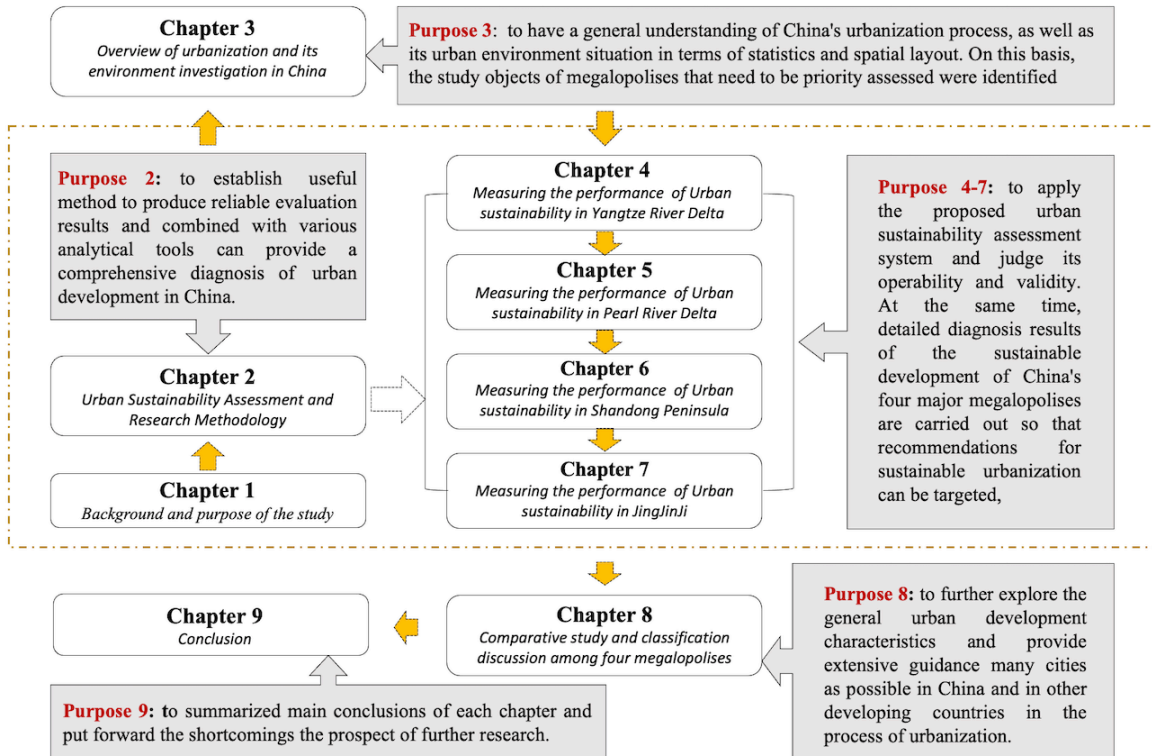 Chapter 3
Overview of urbanization and its
environment investigation in China
Purpose 3: to have a general understanding of China's urbanization process, as well as
its urban environment situation in terms of statistics and spatial layout. On this basis,
the study objects of megalopolises that need to be priority assessed were identified
Purpose 2: to establish useful
method to produce reliable evaluation
results and combined with various
analytical tools can provide a
comprehensive diagnosis of urban
development in China.
Chapter 2
Urban Sustainability Assessment and
Research Methodology
Chapter 1
Background and purpose of the study
Chapter 4
Measuring the performance of Urban
sustainability in Yangtze River Delta
Chapter 5
Measuring the performance of Urban
sustainability in Pearl River Delta
Chapter 6
Measuring the performance of Urban
sustainability in Shandong Peninsula
Chapter 7
Measuring the performance of Urban
sustainability in JingJinJi
Purpose 4-7: to apply
the proposed urban
sustainability assessment
system and judge its
operability and validity.
At the same time,
detailed diagnosis results
of the sustainable
development of China's
four major megalopolises
are carried out so that
recommendations for
sustainable urbanization
can be targeted,
Chapter 9
Conclusion
Chapter 8
Comparative study and classification
discussion among four megalopolises
Purpose 8: to further explore the
general urban development
characteristics and provide
extensive guidance many cities
as possible in China and in other
developing countries in the
process of urbanization.
Purpose 9: to summarized main conclusions of each chapter and
put forward the shortcomings the prospect of further research.